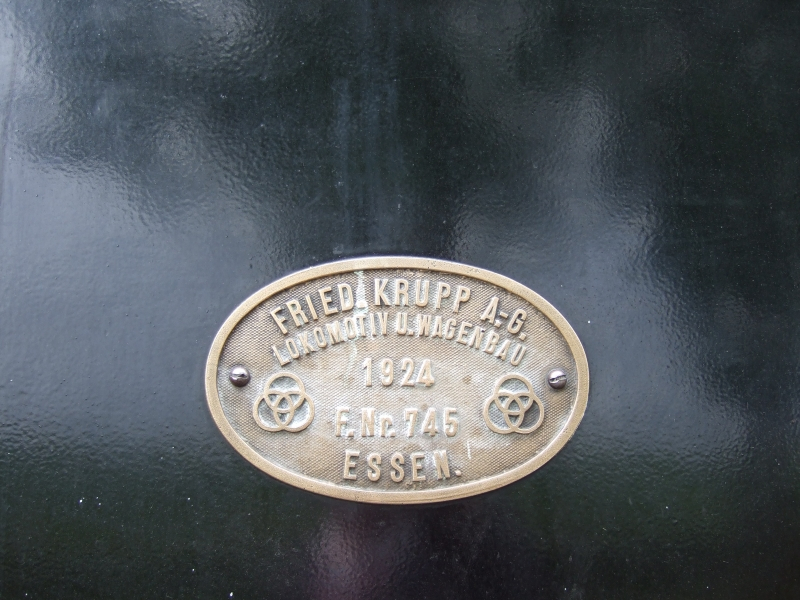 FRIED. KRUPP A.-G.
LOKOMOTIV U. WAGENBAU
1924
F. Nr. 745
ESSEN.